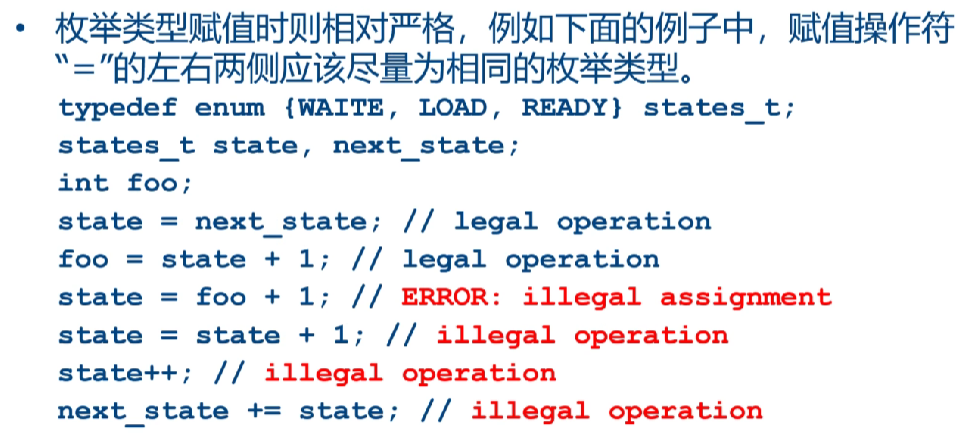 • 枚举类型赋值时则相对严格，例如下面的例子中，赋值操作符
“=”的左右两侧应该尽量为相同的枚举类型。
typedef enum {WAITE, LOAD, READY} states_t;
states_t state, next_state;
int foo;
state = next_state; // legal operation
foo = state + 1; // legal operation
state = foo + 1; // ERROR: illegal assignment
state = state + 1; // illegal operation
state++; // illegal operation
next_state += state; // illegal operation